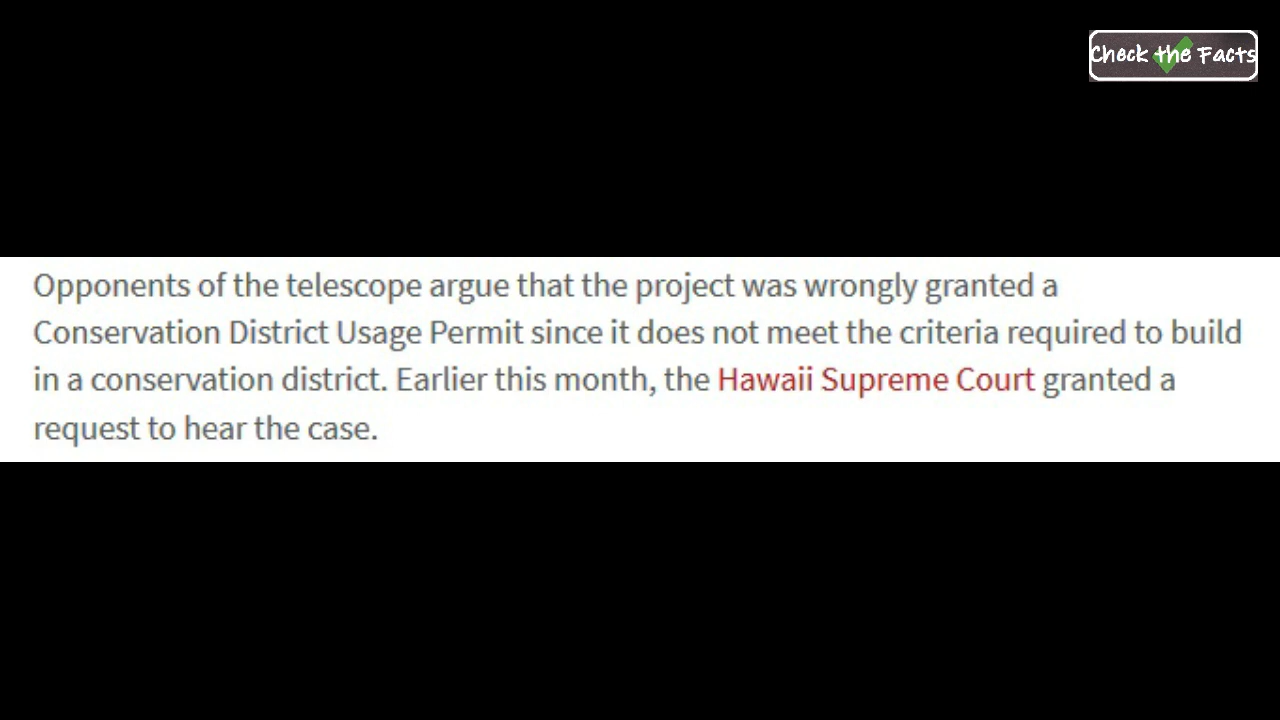 Check the Facts
Opponents of the telescope argue that the project was wrongly granted a
Conservation District Usage Permit since it does not meet the criteria required to build
in a conservation district. Earlier this month, the Hawaii Supreme Court granted a
request to hear the case.